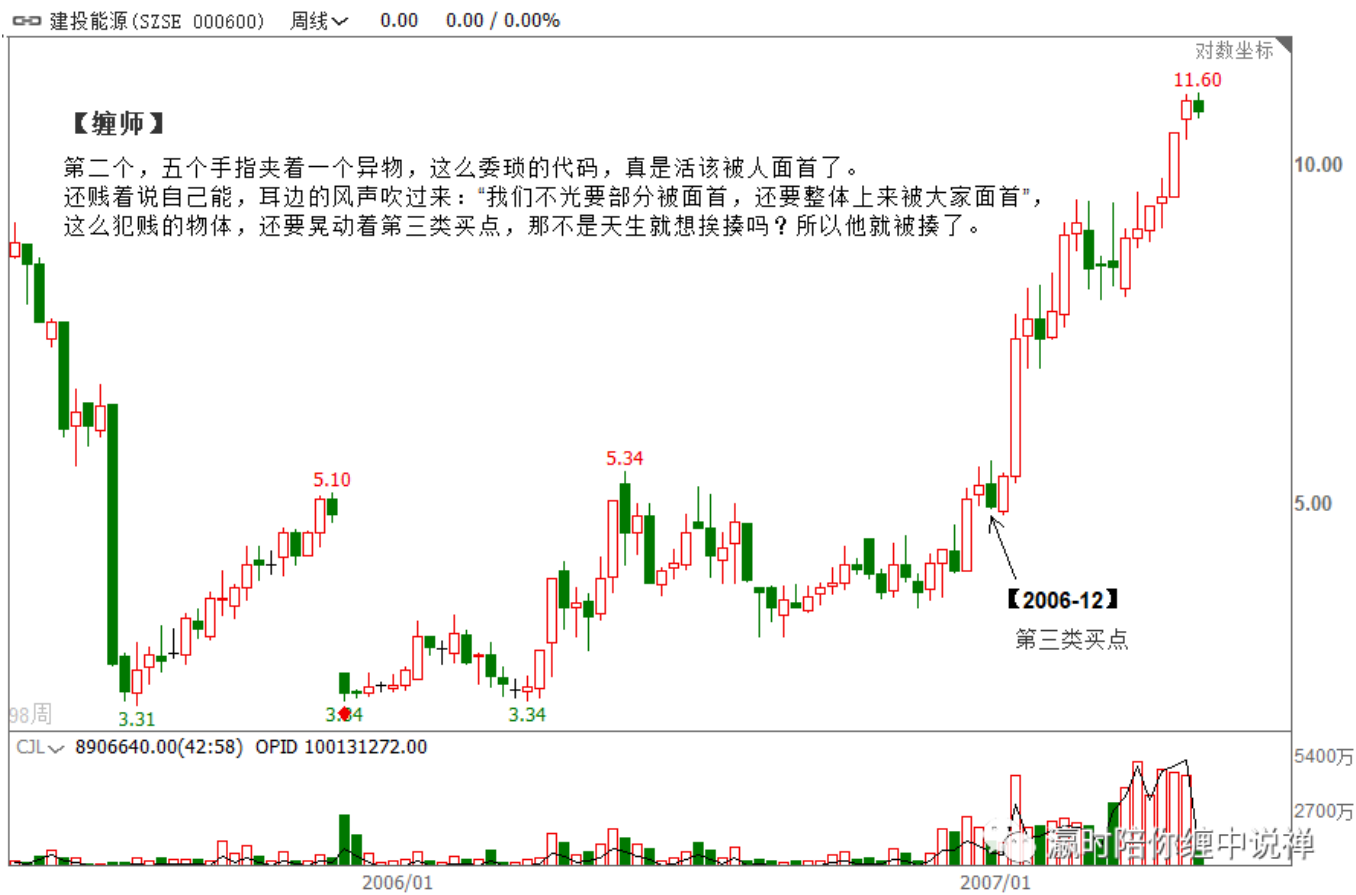 建投能源(SZSE 000600) 周线 0.00 0.00 / 0.00%
对数坐标
11.60
【缠师】
第二个，五个手指夹着一个异物，这么委琐的代码，真是活该被人面首了。
还贱着说自己能，耳边的风声吹过来：“我们不光要部分被面首，还要整体上来被大家面首”，
这么犯贱的物体，还要晃动着第三类买点，那不是天生就想挨揍吗？所以他就被揍了。
10.00
5.34
5.10
5.00
【2006-12】
第三类买点
98周
3.31
3.34
3.34
CJL 8906640.00(42:58) OPID 100131272.00
5400万
2700万
瀛时陪你缠中说禅
2006/01
2007/01